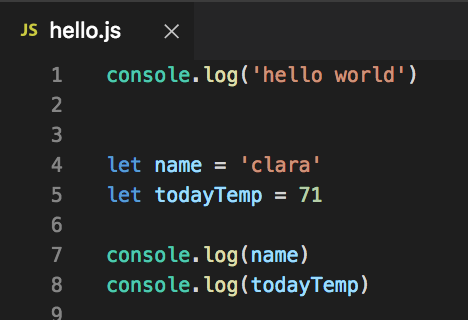 JS hello.js ×
1 console.log('hello world')
2
3
4 let name = 'clara'
5 let todayTemp = 71
6
7 console.log(name)
8 console.log(todayTemp)
9